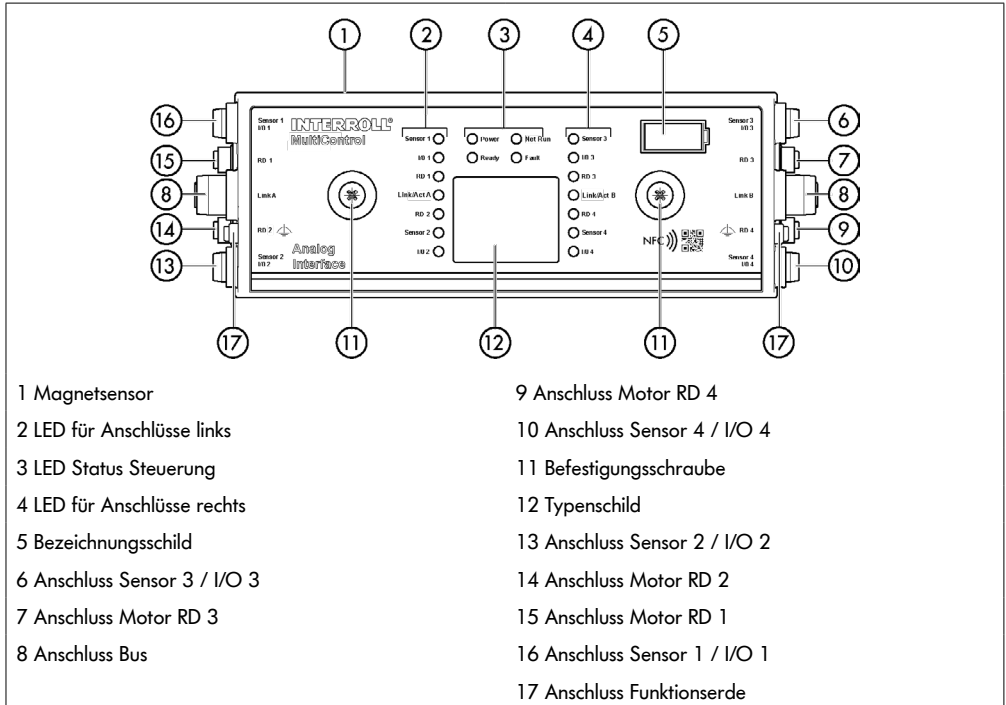 1 2 3 4 5
16 Sensor 1 I/O 1 INTERROLL® MultiControl Sensor 1 Power Net Run Sensor 3 Sensor 3 I/O 3 6
I/O 1 Ready Fault I/O 3
15 RD 1 RD 1 RD 3 RD 3 7
8 Link A Link/Act A Link/Act B Link B 8
14 RD 2 RD 2 RD 4 NFC RD 4 9
13 Sensor 2 I/O 2 Analog Interface Sensor 2 Sensor 4 Sensor 4 I/O 4 10
I/O 2 I/O 4
17 11 12 11 17
1 Magnetsensor
2 LED für Anschlüsse links
3 LED Status Steuerung
4 LED für Anschlüsse rechts
5 Bezeichnungsschild
6 Anschluss Sensor 3 / I/O 3
7 Anschluss Motor RD 3
8 Anschluss Bus
9 Anschluss Motor RD 4
10 Anschluss Sensor 4 / I/O 4
11 Befestigungsschraube
12 Typenschild
13 Anschluss Sensor 2 / I/O 2
14 Anschluss Motor RD 2
15 Anschluss Motor RD 1
16 Anschluss Sensor 1 / I/O 1
17 Anschluss Funktionserde